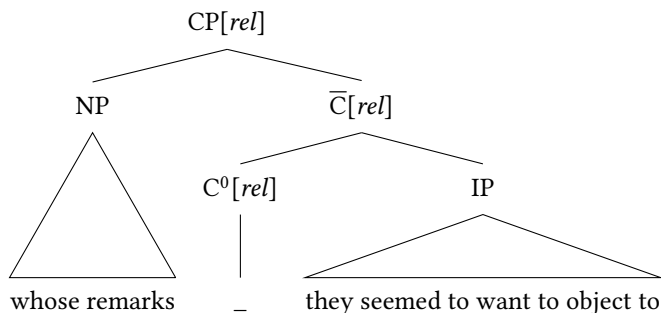 CP[rel]
NP C̅[rel]
C⁰[rel] IP
whose remarks _ they seemed to want to object to